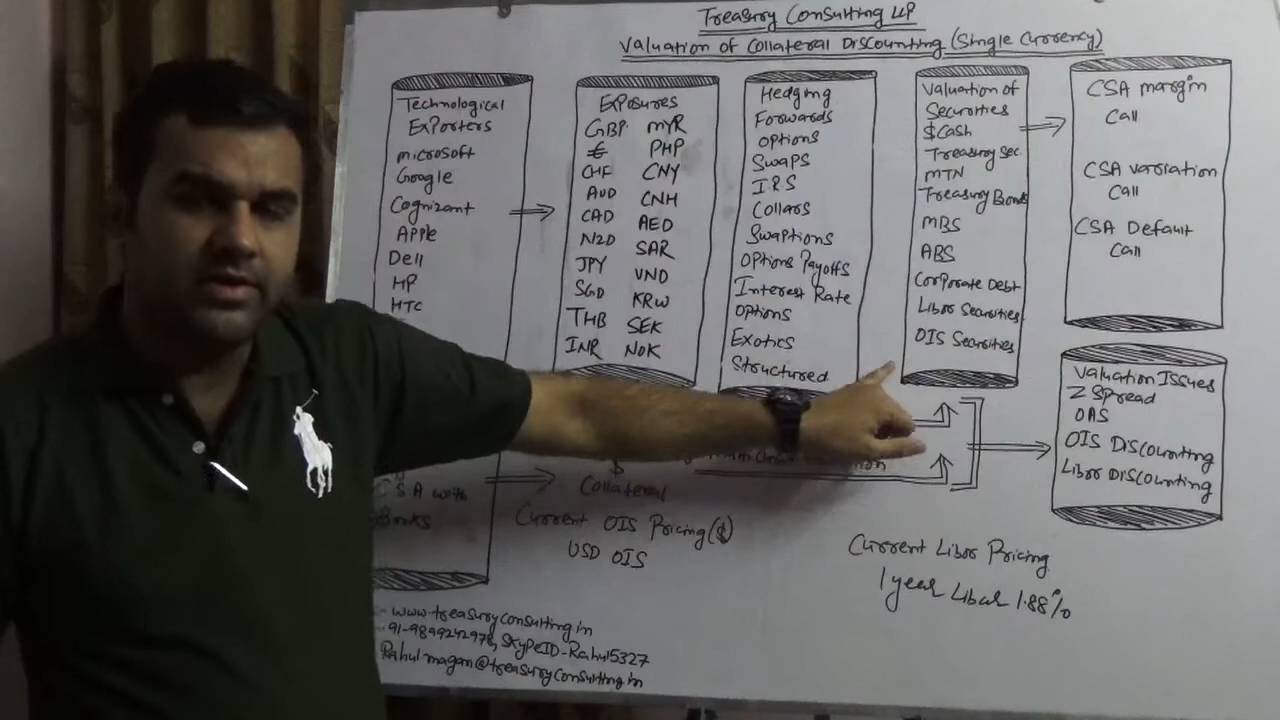 Treasury Consulting LLP
Valuation of Collateral Discounting (Single Currency)
Technological
Exporters
microsoft
Google
Cognizant
Apple
Dell
HP
HTC
CSA with
Banks
Exposures
GBP MYR
€ PHP
CHF CNY
AUD CNH
CAD AED
NZD SAR
JPY VND
SGD KRW
THB SEK
INR NOK
Hedging
Forwards
Options
Swaps
IRS
Collars
Swaptions
Options Payoffs
Interest Rate
Options
Exotics
Structured
Valuation of
Securities
$ Cash
Treasury Sec
MTN
Treasury Bonds
MBS
ABS
Corporate Debt
Libor Securities
OIS Securities
CSA margin
Call
CSA variation
Call
CSA Default
Call
Valuation Issues
Z Spread
OAS
OIS Discounting
Libor Discounting
$
Collateral
Current OIS Pricing ($)
USD OIS
Current Libor Pricing
1 year Libor 1.88%
- www.treasuryconsulting.in
- 91-9899242978, Skype ID - Rahul5327
Rahul.magan@treasuryconsulting.in